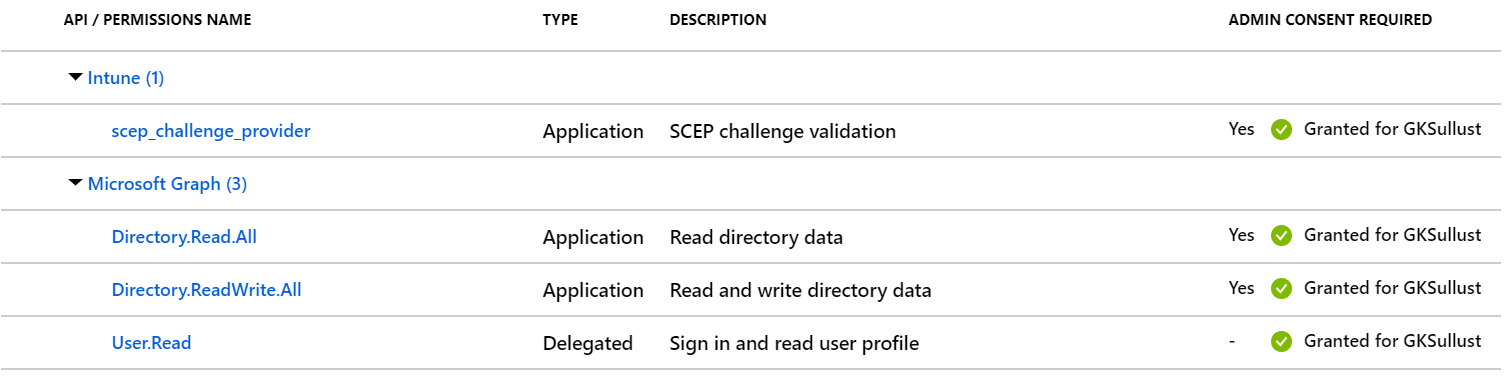 API / PERMISSIONS NAME TYPE DESCRIPTION ADMIN CONSENT REQUIRED
Intune (1)
scep_challenge_provider Application SCEP challenge validation Yes Granted for GKSullust
Microsoft Graph (3)
Directory.Read.All Application Read directory data Yes Granted for GKSullust
Directory.ReadWrite.All Application Read and write directory data Yes Granted for GKSullust
User.Read Delegated Sign in and read user profile - Granted for GKSullust